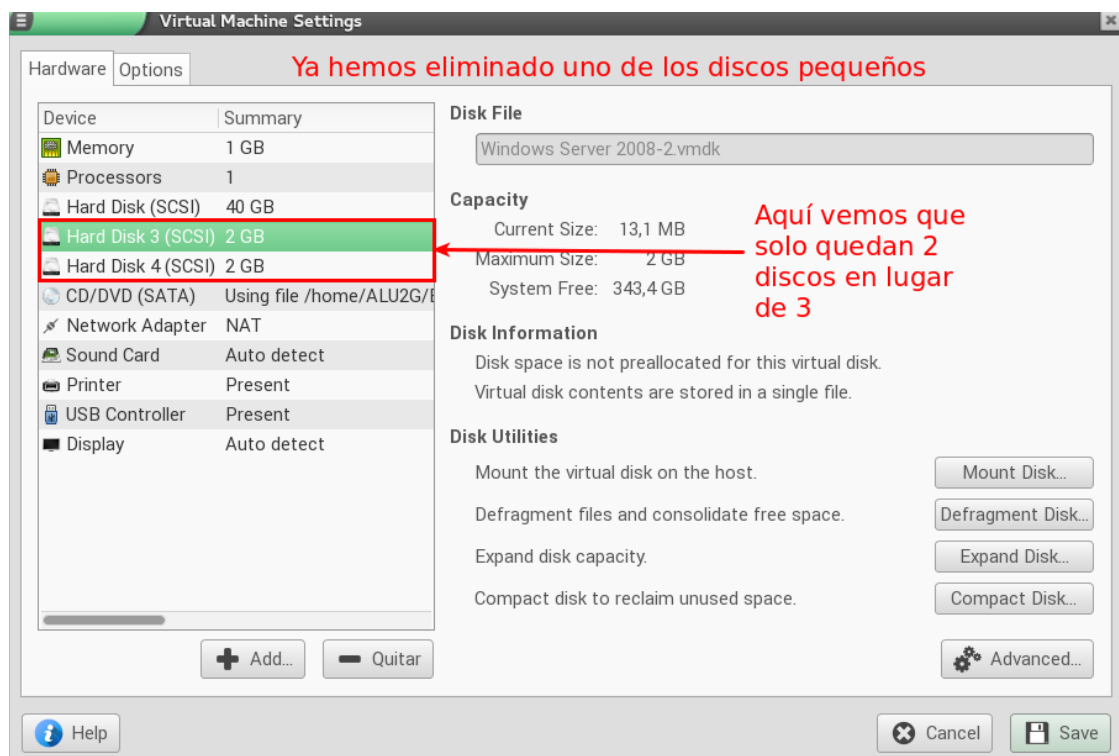 Virtual Machine Settings
Hardware Options
Ya hemos eliminado uno de los discos pequeños
Device Summary
Memory 1 GB
Processors 1
Hard Disk (SCSI) 40 GB
Hard Disk 3 (SCSI) 2 GB
Hard Disk 4 (SCSI) 2 GB
CD/DVD (SATA) Using file /home/ALU2G/
Network Adapter NAT
Sound Card Auto detect
Printer Present
USB Controller Present
Display Auto detect
Add...
Quitar
Disk File
Windows Server 2008-2.vmdk
Capacity
Current Size: 13,1 MB
Maximum Size: 2 GB
System Free: 343,4 GB
Aquí vemos que
solo quedan 2
discos en lugar
de 3
Disk Information
Disk space is not preallocated for this virtual disk.
Virtual disk contents are stored in a single file.
Disk Utilities
Mount the virtual disk on the host. Mount Disk...
Defragment files and consolidate free space. Defragment Disk...
Expand disk capacity. Expand Disk...
Compact disk to reclaim unused space. Compact Disk...
Advanced...
Help
Cancel
Save